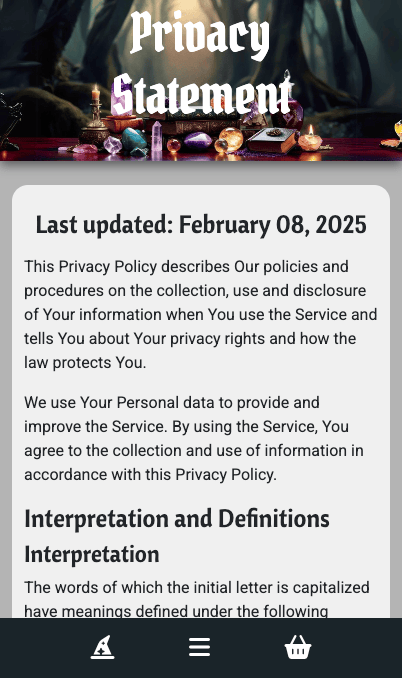 Privacy
Statement
Last updated: February 08, 2025
This Privacy Policy describes Our policies and
procedures on the collection, use and disclosure
of Your information when You use the Service and
tells You about Your privacy rights and how the
law protects You.
We use Your Personal data to provide and
improve the Service. By using the Service, You
agree to the collection and use of information in
accordance with this Privacy Policy.
Interpretation and Definitions
Interpretation
The words of which the initial letter is capitalized
have meanings defined under the following